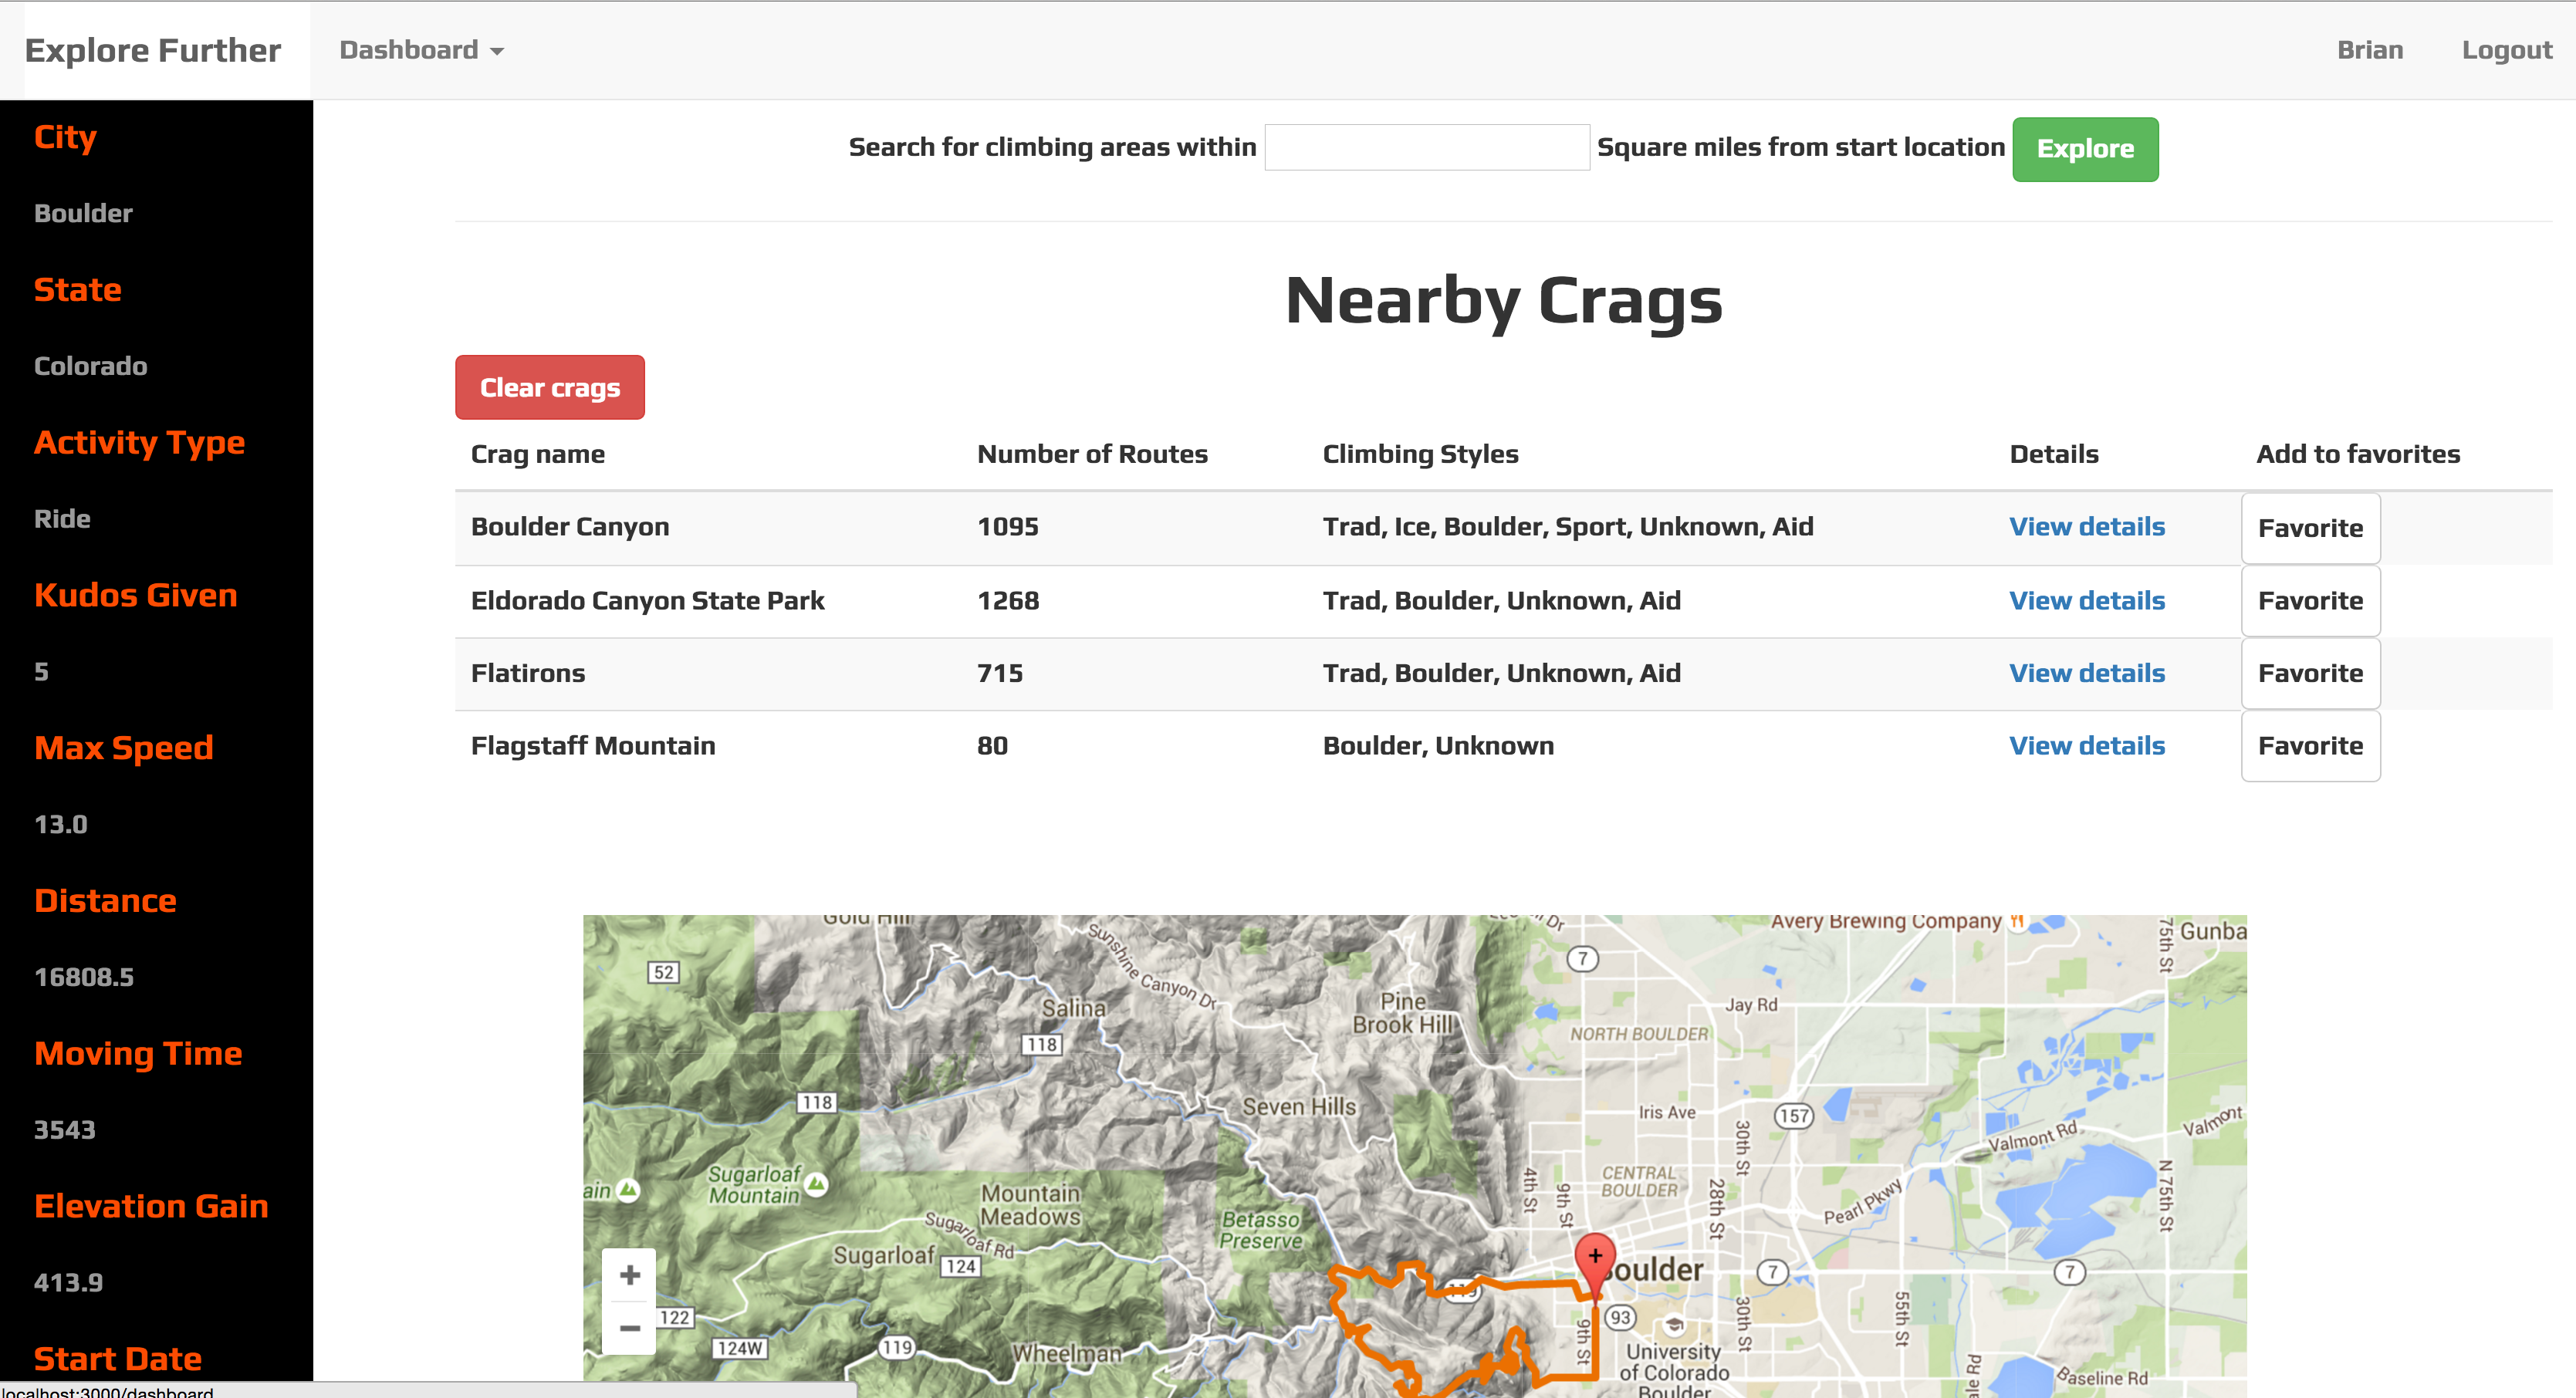 Explore Further
Dashboard
Brian
Logout
City
Boulder
State
Colorado
Activity Type
Ride
Kudos Given
5
Max Speed
13.0
Distance
16808.5
Moving Time
3543
Elevation Gain
413.9
Start Date
Search for climbing areas within
Square miles from start location
Explore
Nearby Crags
Clear crags
Crag name Number of Routes Climbing Styles Details Add to favorites
Boulder Canyon 1095 Trad, Ice, Boulder, Sport, Unknown, Aid View details Favorite
Eldorado Canyon State Park 1268 Trad, Boulder, Unknown, Aid View details Favorite
Flatirons 715 Trad, Boulder, Unknown, Aid View details Favorite
Flagstaff Mountain 80 Boulder, Unknown View details Favorite
Gold Hill
Avery Brewing Company
75th St
Gunba
52
7
Sunshine Canyon Dr
Salina
Pine
Brook Hill
Jay Rd
NORTH BOULDER
118
118
Seven Hills
Iris Ave
157
30th St
Valmont Rd
Valmont
Sugarloaf
Mountain
ain
Mountain
Meadows
Betasso
Preserve
CENTRAL
BOULDER
4th St
9th St
28th St
Pearl Pkwy
N 75th St
Sugarloaf Rd
Sugarloaf
124
+
oulder
7
7
119
+
−
122
124W
119
Wheelman
93
9th St
30th St
55th St
University
of Colorado
Boulder
Baseline Rd
localhost:3000/dashboard